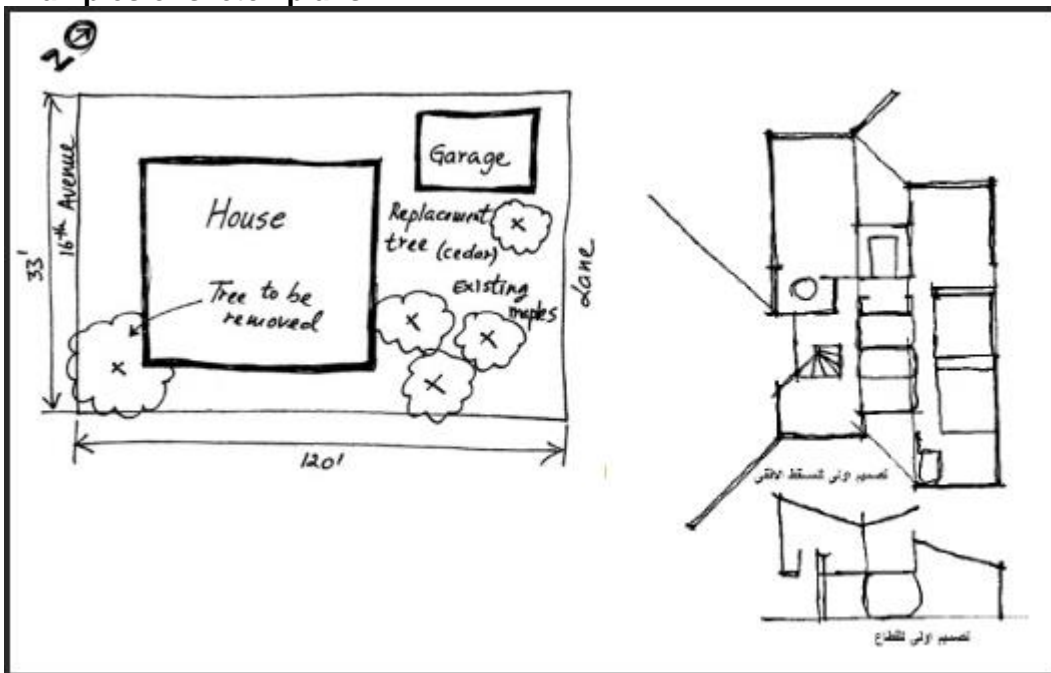 N
16th Avenue
33'
House
Garage
Replacement
tree (cedar)
Existing
maples
Lane
Tree to be
removed
120'
تصميم اولى للمسقط الافقى
تصميم اولى للقطاع